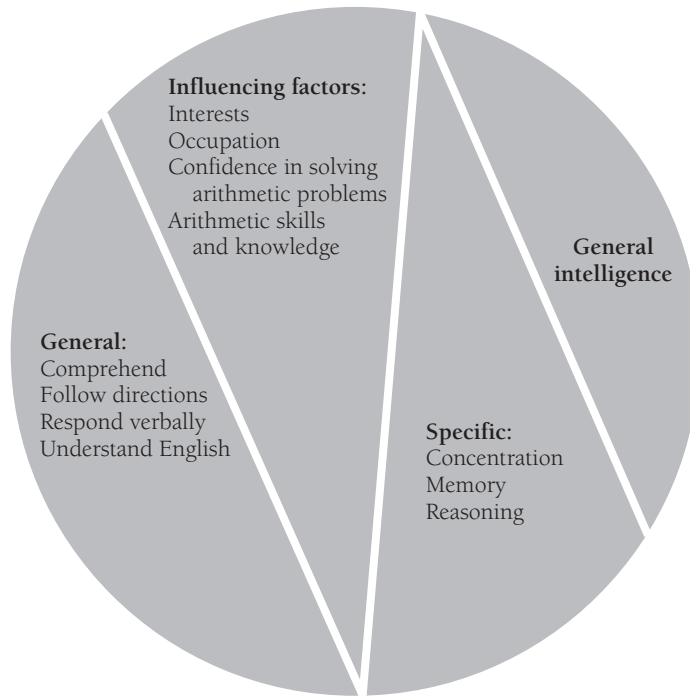 Influencing factors:
Interests
Occupation
Confidence in solving
arithmetic problems
Arithmetic skills
and knowledge
General
intelligence
General:
Comprehend
Follow directions
Respond verbally
Understand English
Specific:
Concentration
Memory
Reasoning